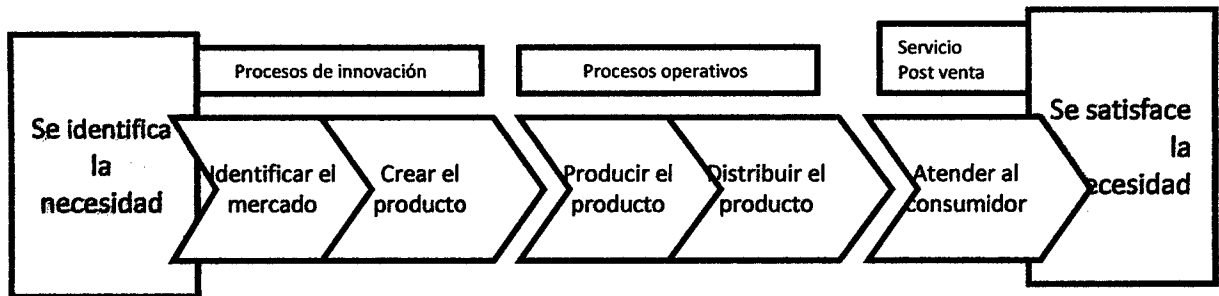 Se identifica
la
necesidad
Procesos de innovación
Identificar el
mercado
Crear el
producto
Procesos operativos
Producir el
producto
Distribuir el
producto
Servicio
Post venta
Atender al
consumidor
Se satisface
la
ecesidad